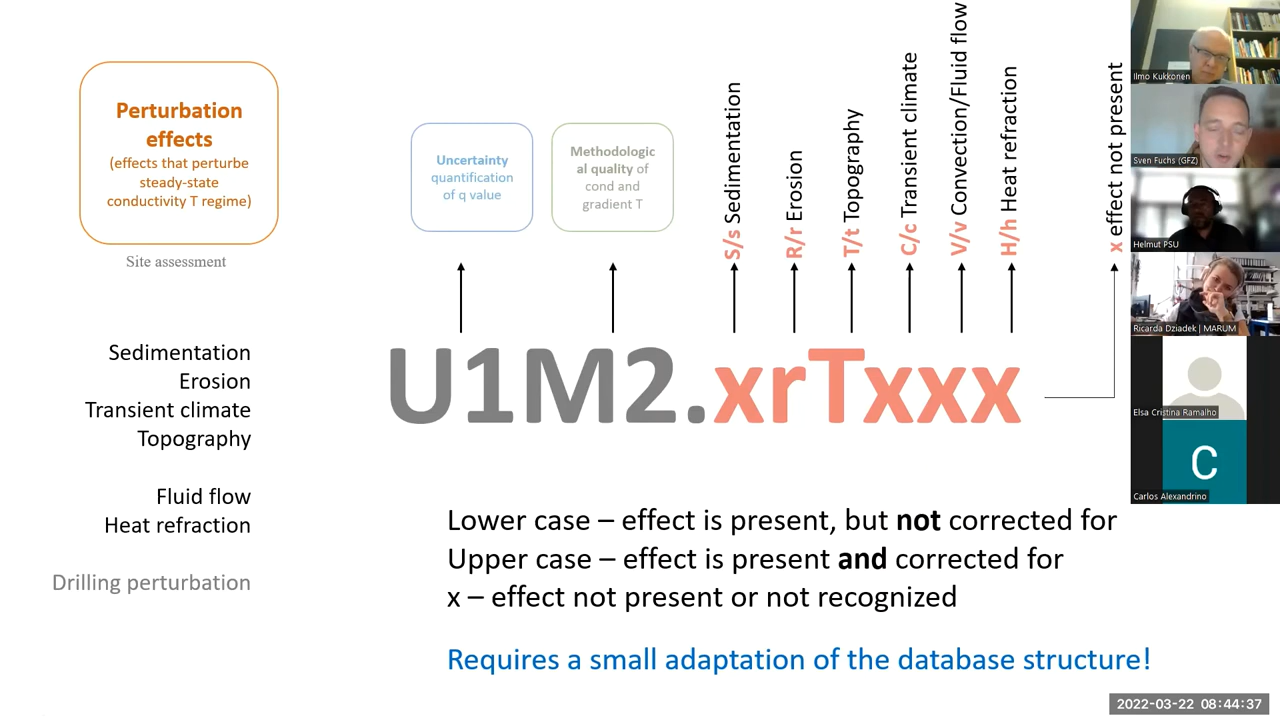 Perturbation
effects
(effects that perturbe
steady-state
conductivity T regime)
Site assessment
Sedimentation
Erosion
Transient climate
Topography
Fluid flow
Heat refraction
Drilling perturbation
Uncertainty
quantification
of q value
Methodologic
al quality of
cond and
gradient T
S/s Sedimentation
R/r Erosion
T/t Topography
C/c Transient climate
V/v Convection/Fluid flow
H/h Heat refraction
x effect not present
U1M2.xrTxxx
Lower case – effect is present, but not corrected for
Upper case – effect is present and corrected for
x – effect not present or not recognized
Requires a small adaptation of the database structure!
Ilmo Kukkonen
Sven Fuchs (GFZ)
Helmut PSU
Ricarda Dziadek | MARUM
Elsa Cristina Ramalho
C
Carlos Alexandrino
2022-03-22 08:44:37